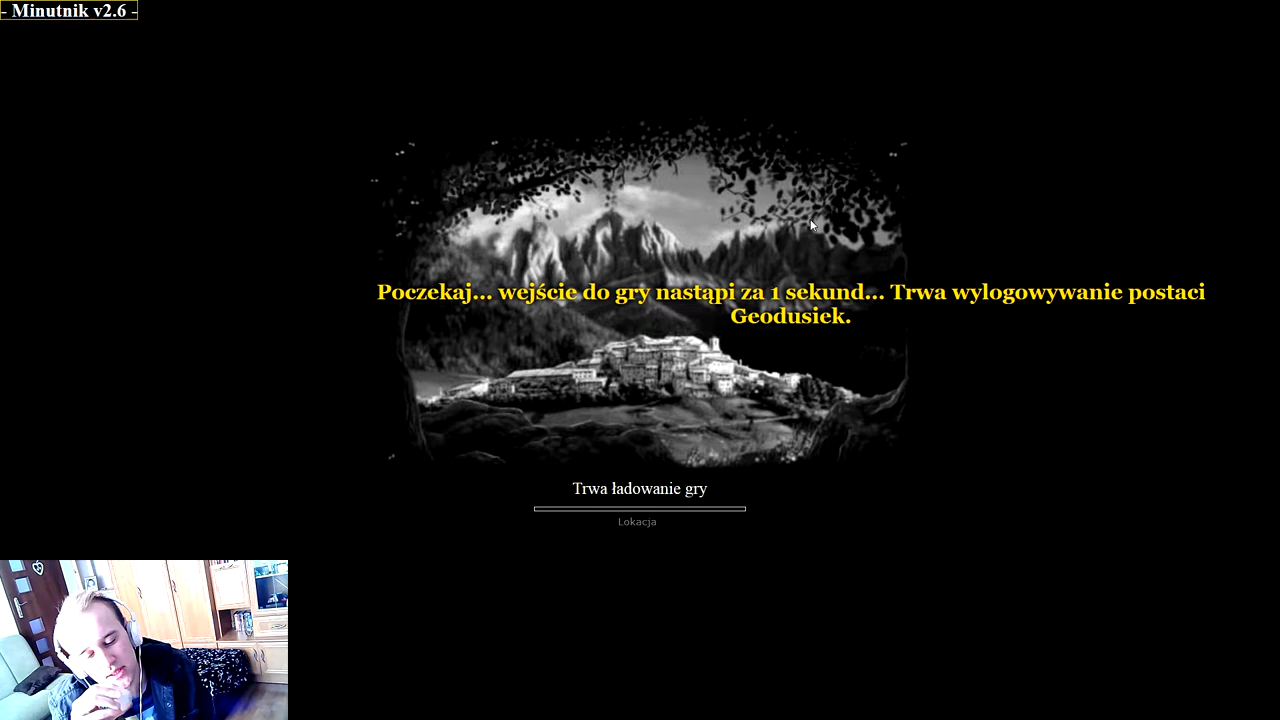 - Minutnik v2.6 -
Poczekaj... wejście do gry nastąpi za 1 sekund... Trwa wylogowywanie postaci
Geodusiek.
Trwa ładowanie gry
Lokacja